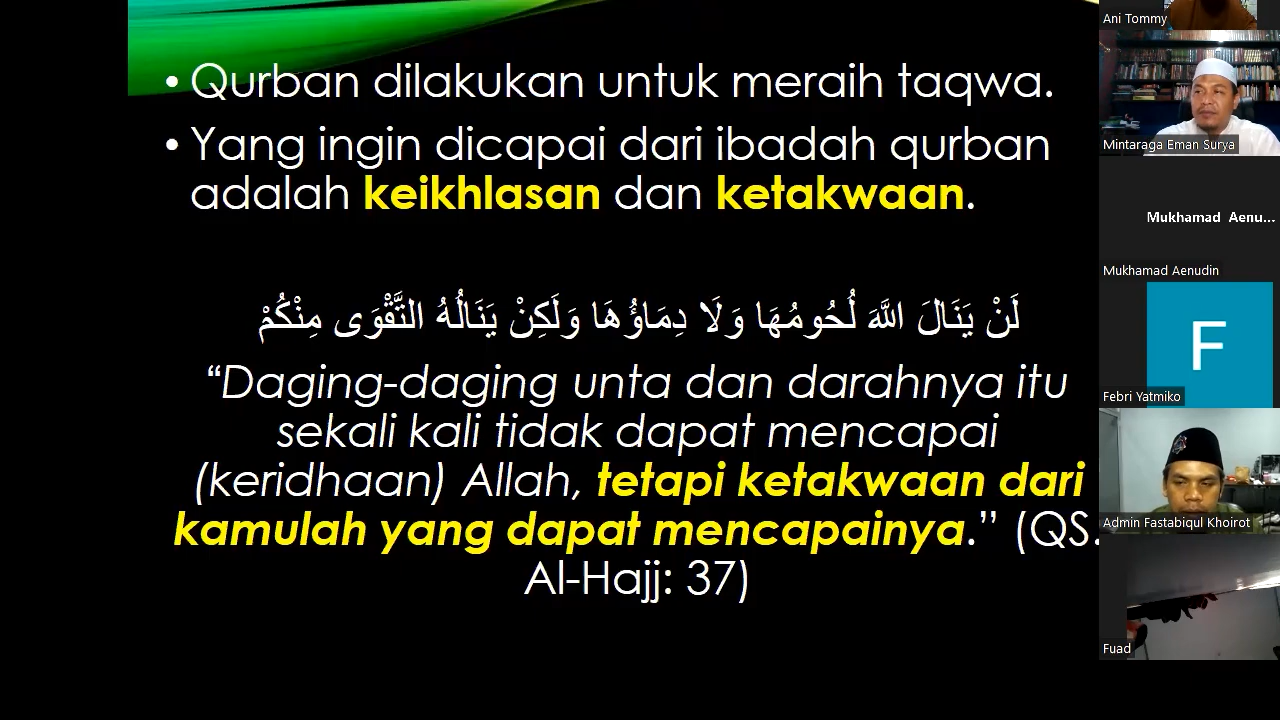 • Qurban dilakukan untuk meraih taqwa.
• Yang ingin dicapai dari ibadah qurban
adalah keikhlasan dan ketakwaan.
لَنْ يَنَالَ اللَّهَ لُحُومُهَا وَلَا دِمَاؤُهَا وَلَكِنْ يَنَالُهُ التَّقْوَى مِنْكُمْ
“Daging-daging unta dan darahnya itu
sekali kali tidak dapat mencapai
(keridhaan) Allah, tetapi ketakwaan dari
kamulah yang dapat mencapainya.” (QS.
Al-Hajj: 37)
Ani Tommy
Mintaraga Eman Surya
Mukhamad Aenu...
Mukhamad Aenudin
F
Febri Yatmiko
Admin Fastabiqul Khoirot
Fuad